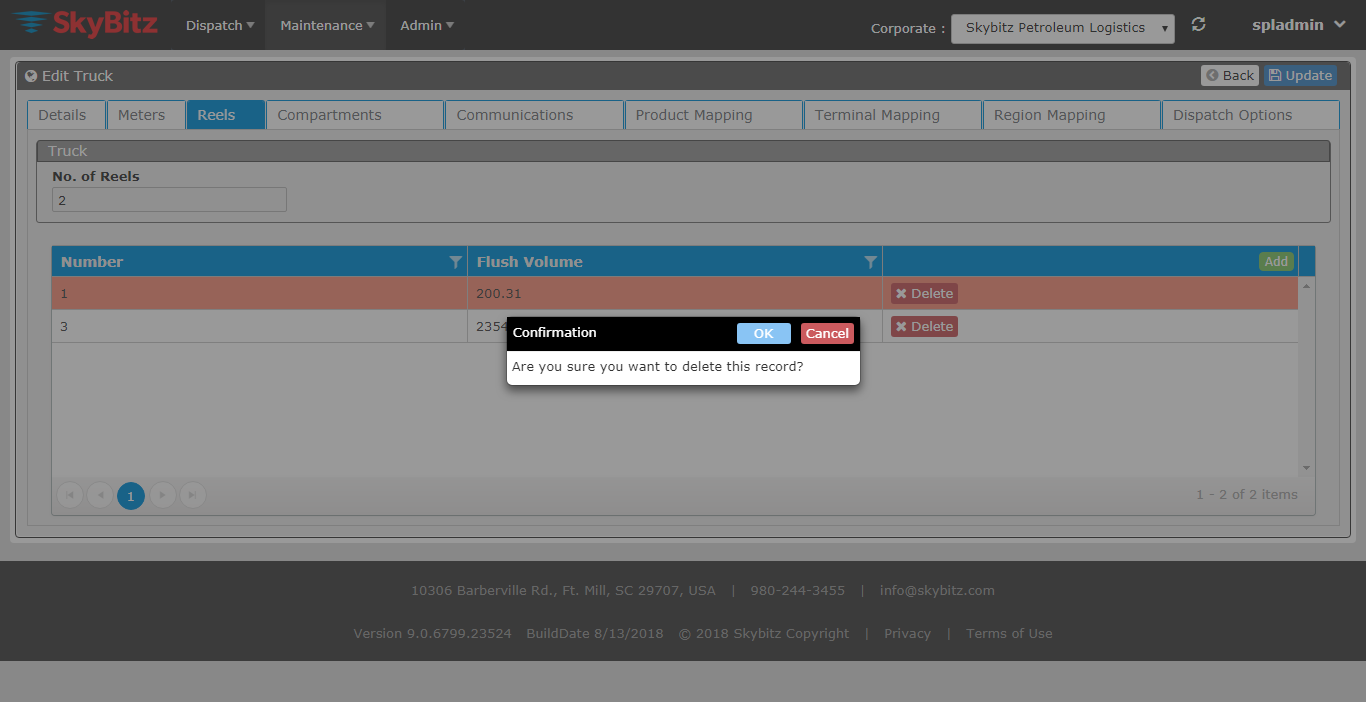 SkyBitz Dispatch Maintenance Admin Corporate : Skybitz Petroleum Logistics spladmin
Edit Truck Back Update
Details Meters Reels Compartments Communications Product Mapping Terminal Mapping Region Mapping Dispatch Options
Truck
No. of Reels
2
Number Flush Volume Add
1 200.31 Delete
3 2354 Delete
Confirmation OK Cancel
Are you sure you want to delete this record?
1 1 - 2 of 2 items
10306 Barberville Rd., Ft. Mill, SC 29707, USA | 980-244-3455 | info@skybitz.com
Version 9.0.6799.23524 BuildDate 8/13/2018 © 2018 Skybitz Copyright | Privacy | Terms of Use